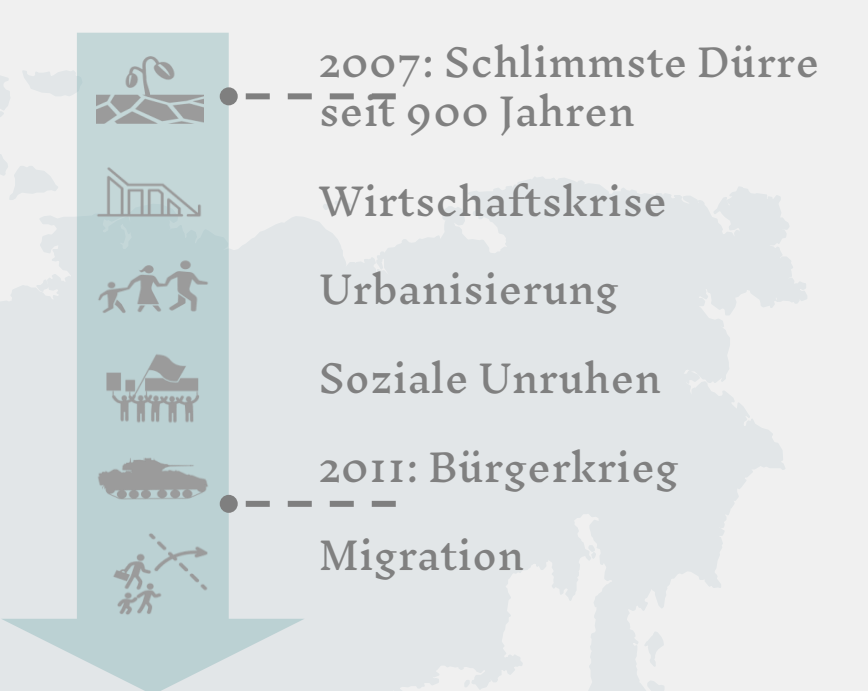 2007: Schlimmste Dürre
seit 900 Jahren
Wirtschaftskrise
Urbanisierung
Soziale Unruhen
2011: Bürgerkrieg
Migration